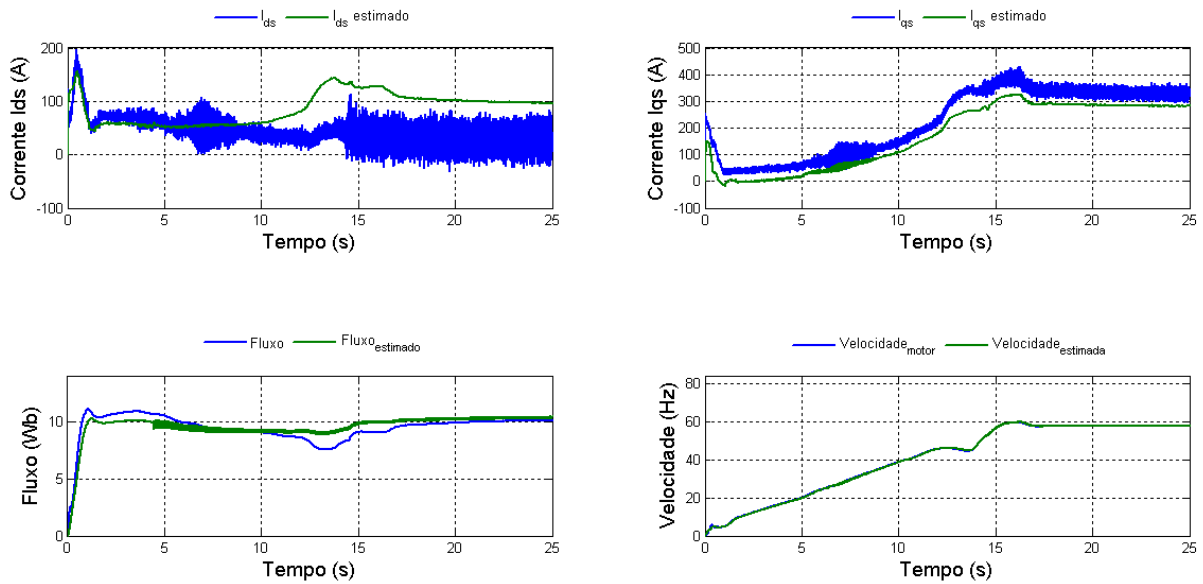 I_ds I_ds estimado
Corrente Ids (A)
200
100
0
-100
0 5 10 15 20 25
Tempo (s)
I_qs I_qs estimado
Corrente Iqs (A)
500
400
300
200
100
0
-100
0 5 10 15 20 25
Tempo (s)
Fluxo Fluxo_estimado
Fluxo (Wb)
10
5
0
0 5 10 15 20 25
Tempo (s)
Velocidade_motor Velocidade_estimada
Velocidade (Hz)
80
60
40
20
0
0 5 10 15 20 25
Tempo (s)